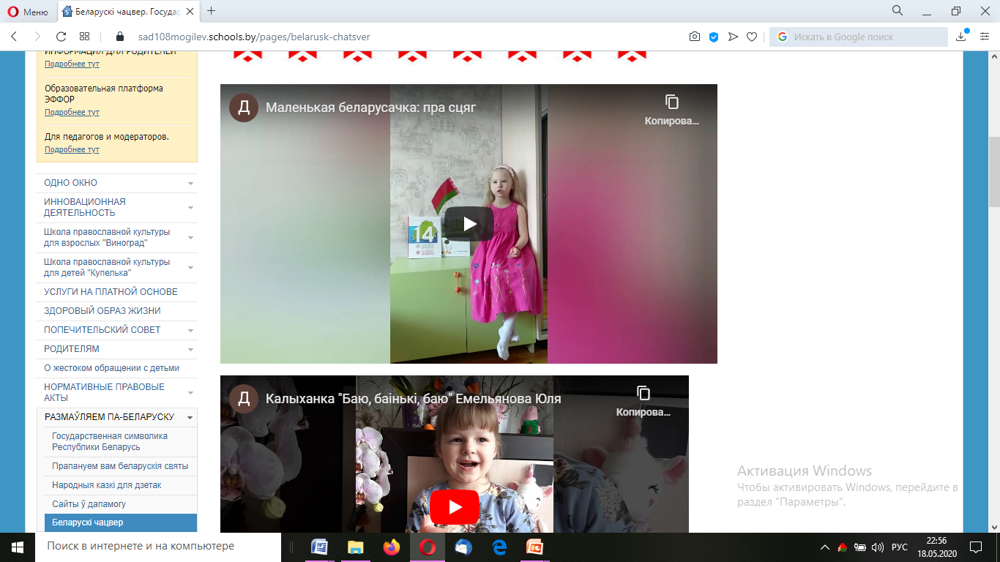 Меню
Беларускі чацвер. Государ
sad108mogilev.schools.by/pages/belarusk-chatsver
Искать в Google поиск
ИНФОРМАЦИЯ ДЛЯ РОДИТЕЛЕЙ
Подробнее тут
Образовательная платформа
ЭФФОР
Подробнее тут
Для педагогов и модераторов.
Подробнее тут
ОДНО ОКНО
ИННОВАЦИОННАЯ
ДЕЯТЕЛЬНОСТЬ
Школа православной культуры
для взрослых "Виноград"
Школа православной культуры
для детей "Купелька"
УСЛУГИ НА ПЛАТНОЙ ОСНОВЕ
ЗДОРОВЫЙ ОБРАЗ ЖИЗНИ
ПОПЕЧИТЕЛЬСКИЙ СОВЕТ
РОДИТЕЛЯМ
О жестоком обращении с детьми
НОРМАТИВНЫЕ ПРАВОВЫЕ
АКТЫ
РАЗМАЎЛЯЕМ ПА-БЕЛАРУСКУ
Государственная символика
Республики Беларусь
Прапануем вам беларускія святы
Народныя казкі для дзетак
Сайты ў дапамогу
Беларускі чацвер
Д
Маленькая беларусачка: пра сцяг
Копирова...
14
Д
Калыханка "Баю, баінькі, баю" Емельянова Юля
Копирова...
Активация Windows
Чтобы активировать Windows, перейдите в
раздел "Параметры".
Поиск в интернете и на компьютере
РУС
22:56
18.05.2020